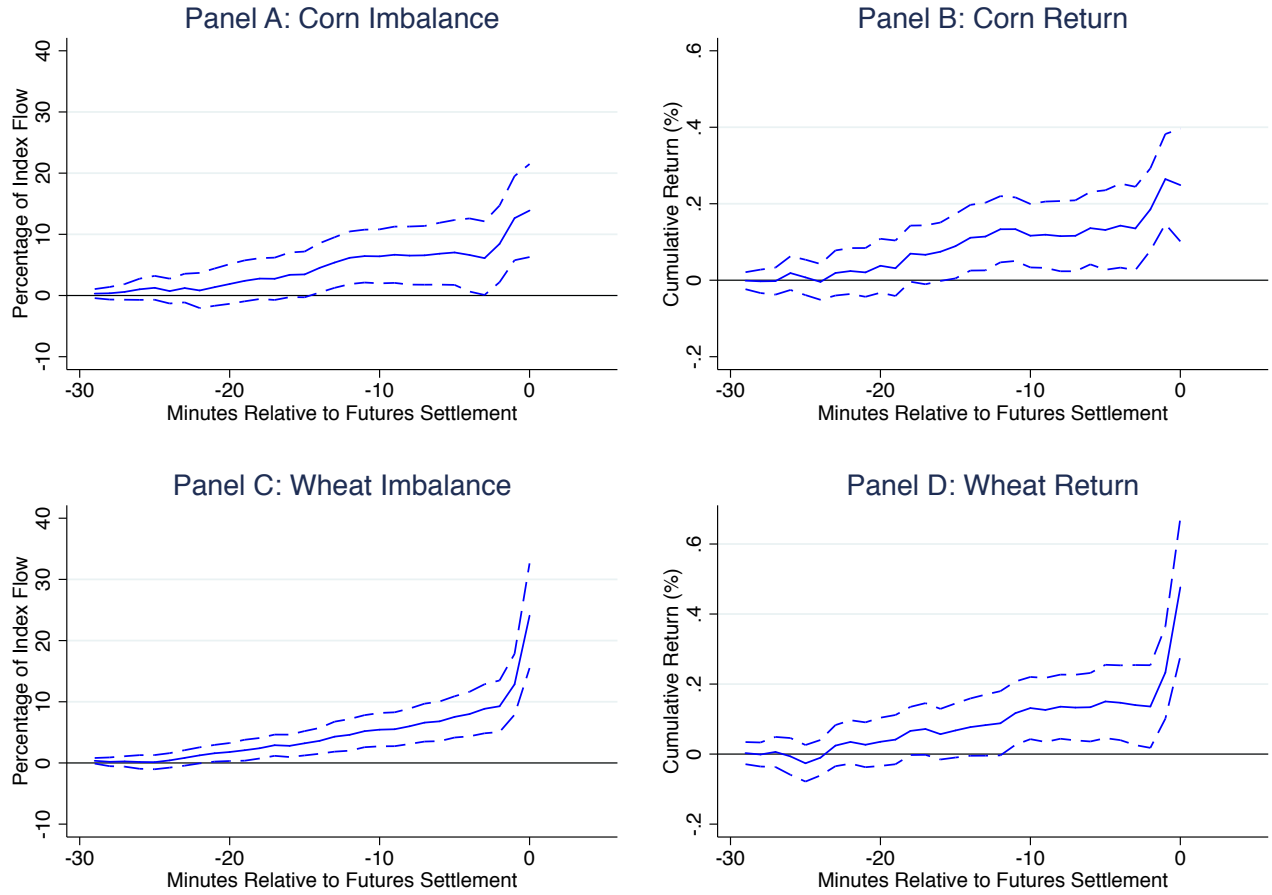 Panel A: Corn Imbalance
Percentage of Index Flow
40
30
20
10
0
-10
-30 -20 -10 0
Minutes Relative to Futures Settlement
Panel B: Corn Return
Cumulative Return (%)
.6
.4
.2
0
-.2
-30 -20 -10 0
Minutes Relative to Futures Settlement
Panel C: Wheat Imbalance
Percentage of Index Flow
40
30
20
10
0
-10
-30 -20 -10 0
Minutes Relative to Futures Settlement
Panel D: Wheat Return
Cumulative Return (%)
.6
.4
.2
0
-.2
-30 -20 -10 0
Minutes Relative to Futures Settlement